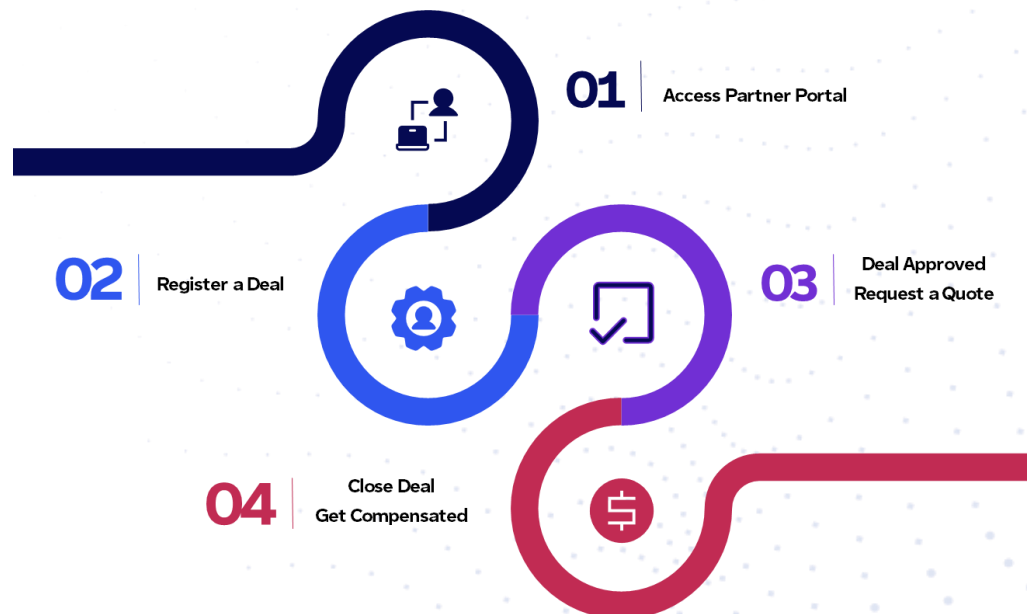 01
Access Partner Portal
02
Register a Deal
03
Deal Approved
Request a Quote
04
Close Deal
Get Compensated